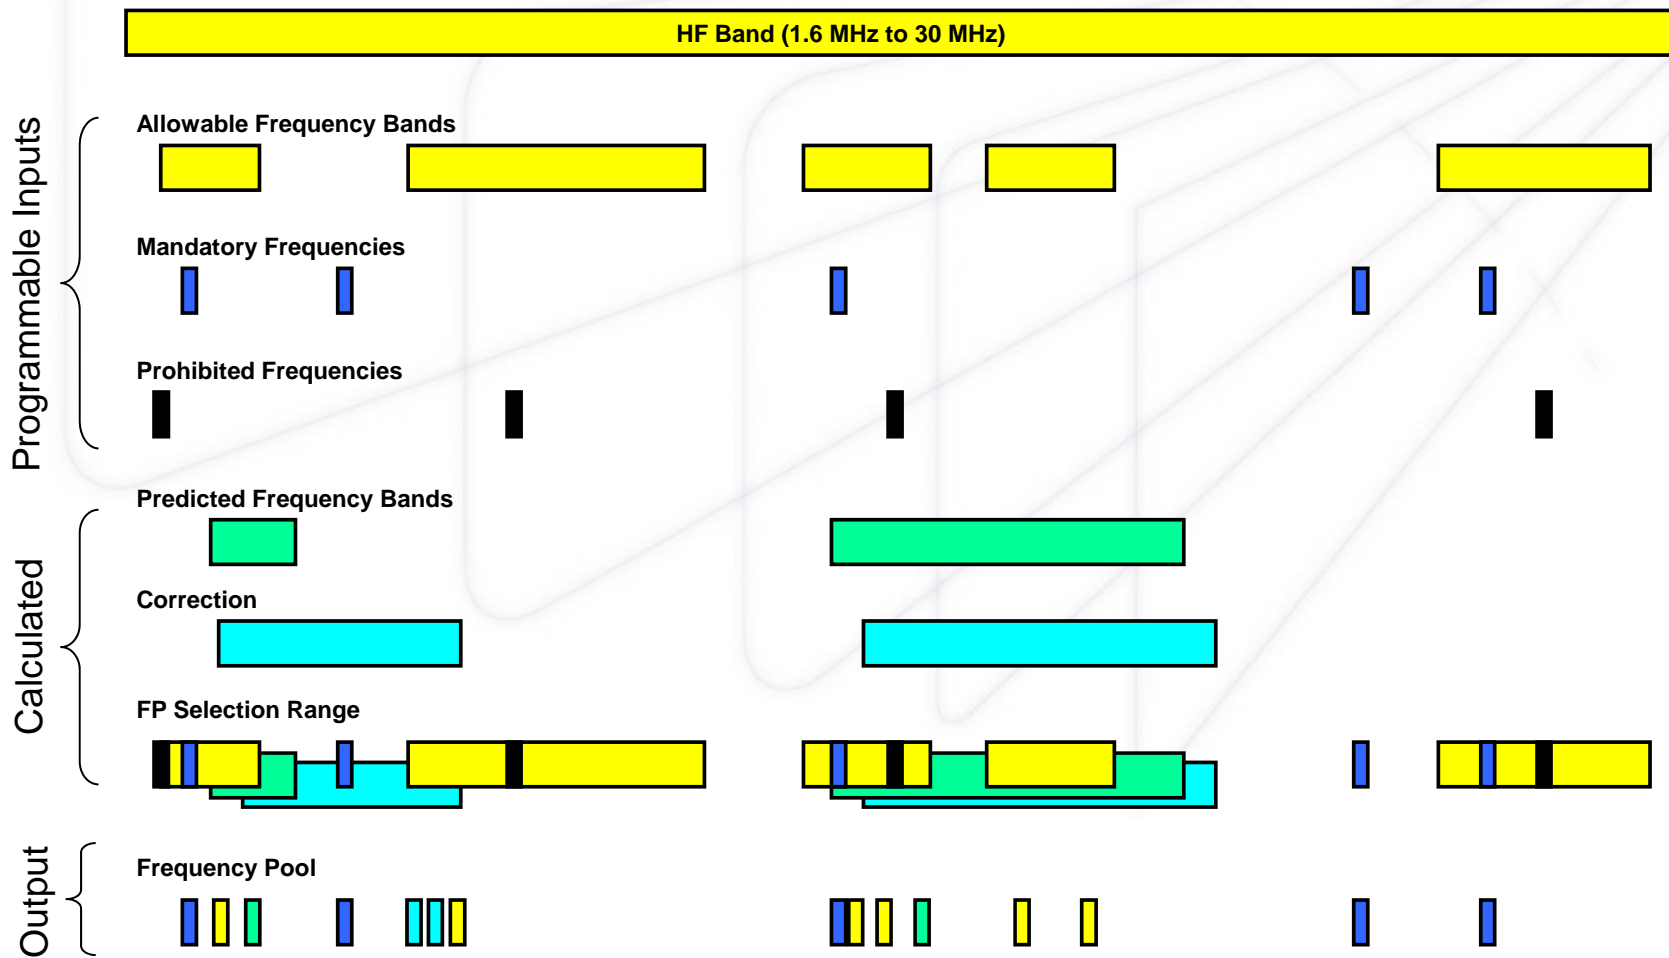 HF Band (1.6 MHz to 30 MHz)
Programmable Inputs
Allowable Frequency Bands
Mandatory Frequencies
Prohibited Frequencies
Calculated
Predicted Frequency Bands
Correction
FP Selection Range
Output
Frequency Pool